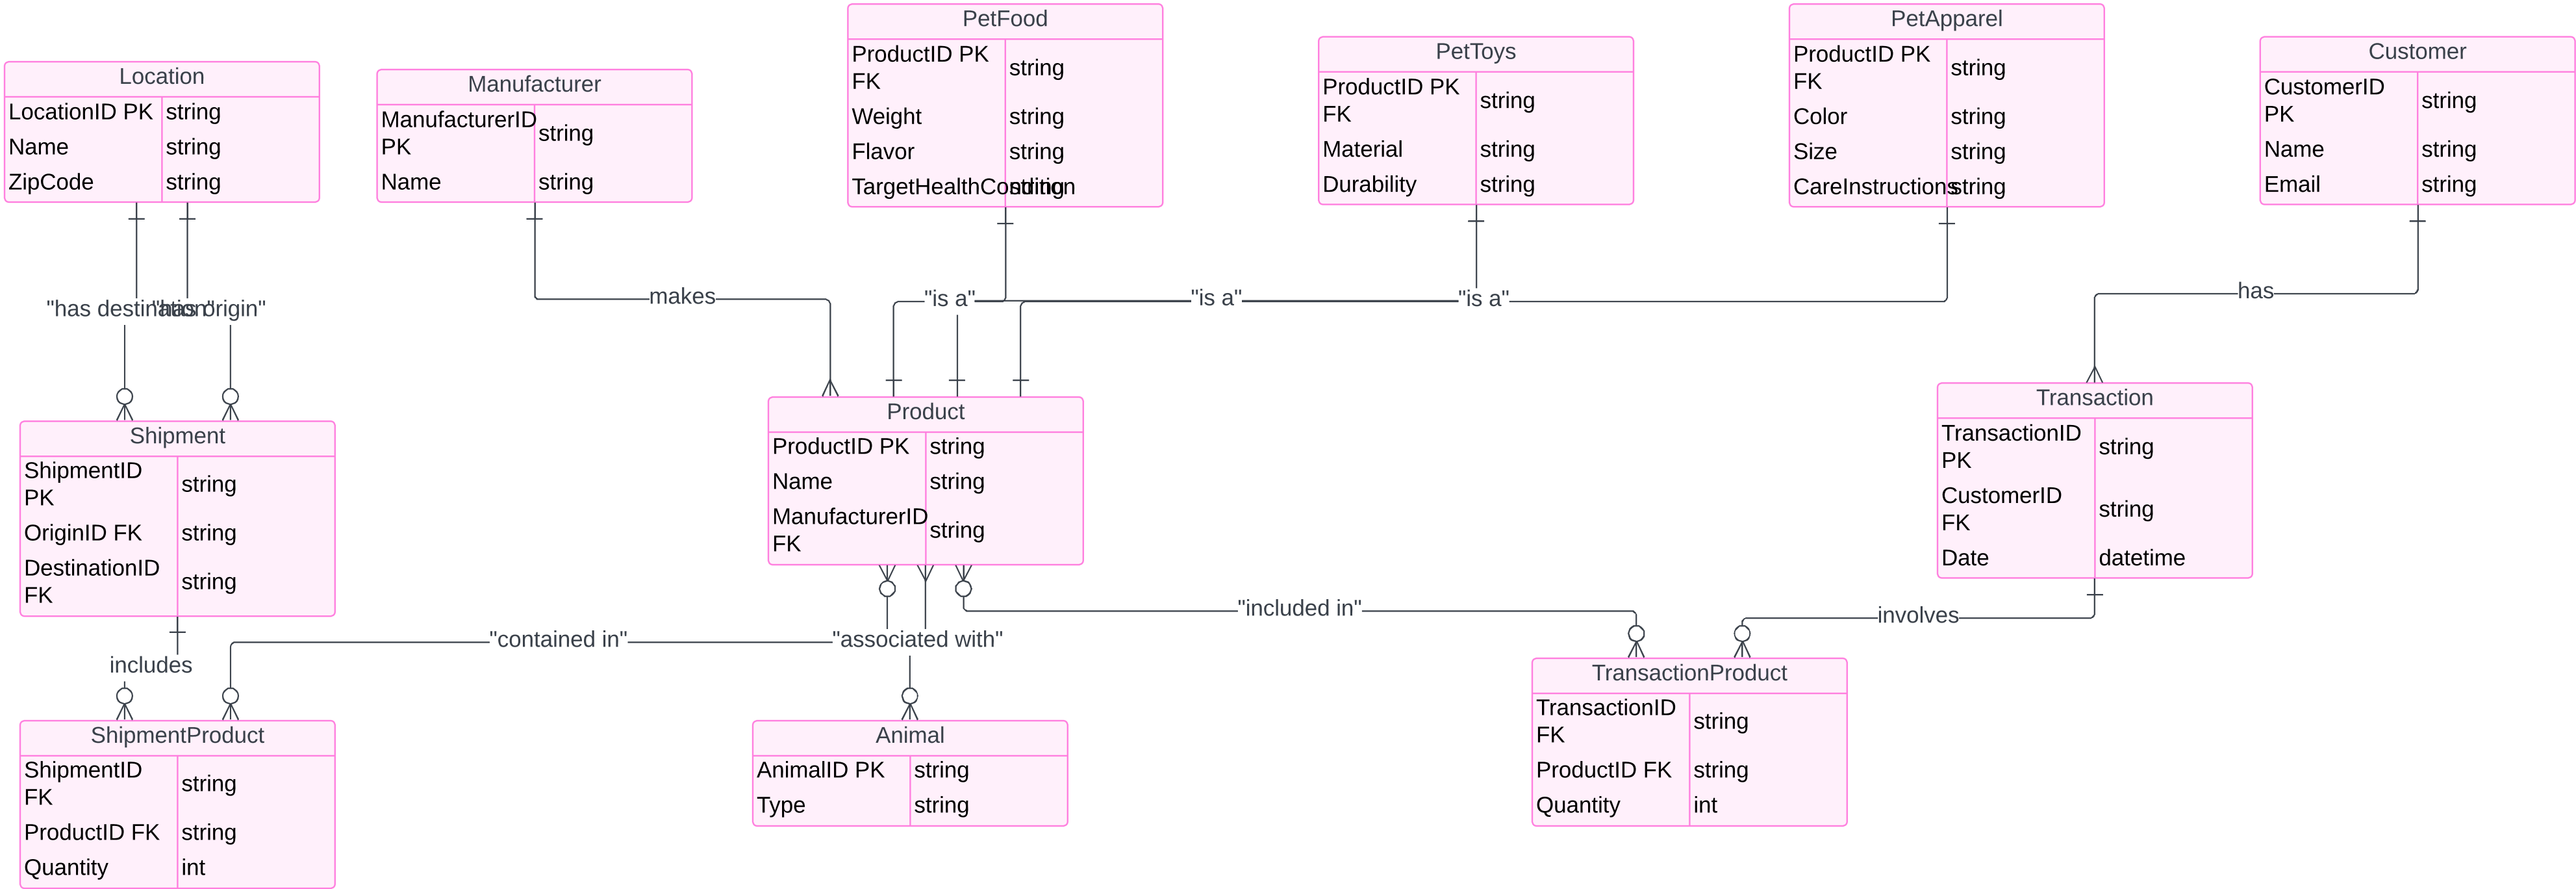 PetFood
ProductID PK
FK
string
Weight
string
Flavor
string
TargetHealthCondition
string
PetToys
ProductID PK
FK
string
Material
string
Durability
string
PetApparel
ProductID PK
FK
string
Color
string
Size
string
CareInstructions
string
Customer
CustomerID
PK
string
Name
string
Email
string
Location
LocationID PK
string
Name
string
ZipCode
string
Manufacturer
ManufacturerID
PK
string
Name
string
"has destination"
"has origin"
makes
"is a"
"is a"
"is a"
has
Shipment
ShipmentID
PK
string
OriginID FK
string
DestinationID
FK
string
Product
ProductID PK
string
Name
string
ManufacturerID
FK
string
Transaction
TransactionID
PK
string
CustomerID
FK
string
Date
datetime
includes
"contained in"
"associated with"
"included in"
involves
ShipmentProduct
ShipmentID
FK
string
ProductID FK
string
Quantity
int
Animal
AnimalID PK
string
Type
string
TransactionProduct
TransactionID
FK
string
ProductID FK
string
Quantity
int